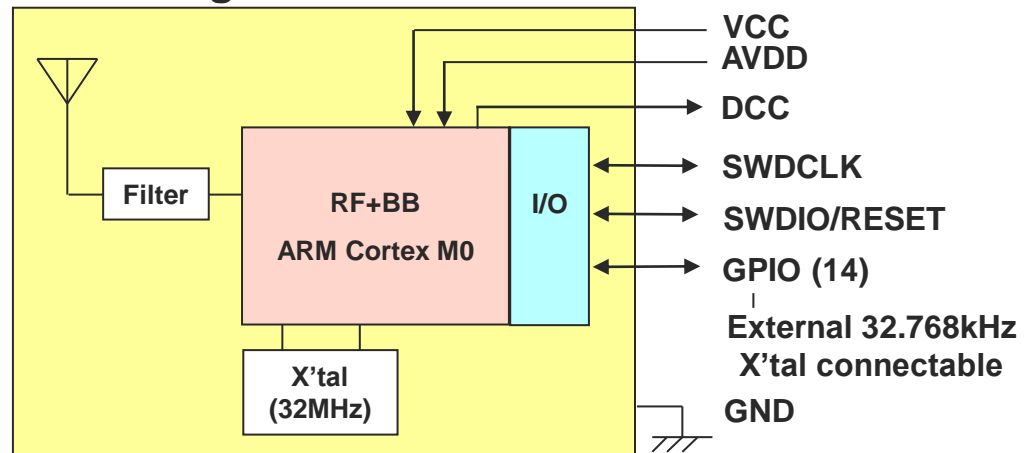 VCC
AVDD
DCC
Filter
RF+BB
ARM Cortex M0
I/O
SWDCLK
SWDIO/RESET
GPIO (14)
External 32.768kHz
X'tal connectable
X'tal
(32MHz)
GND